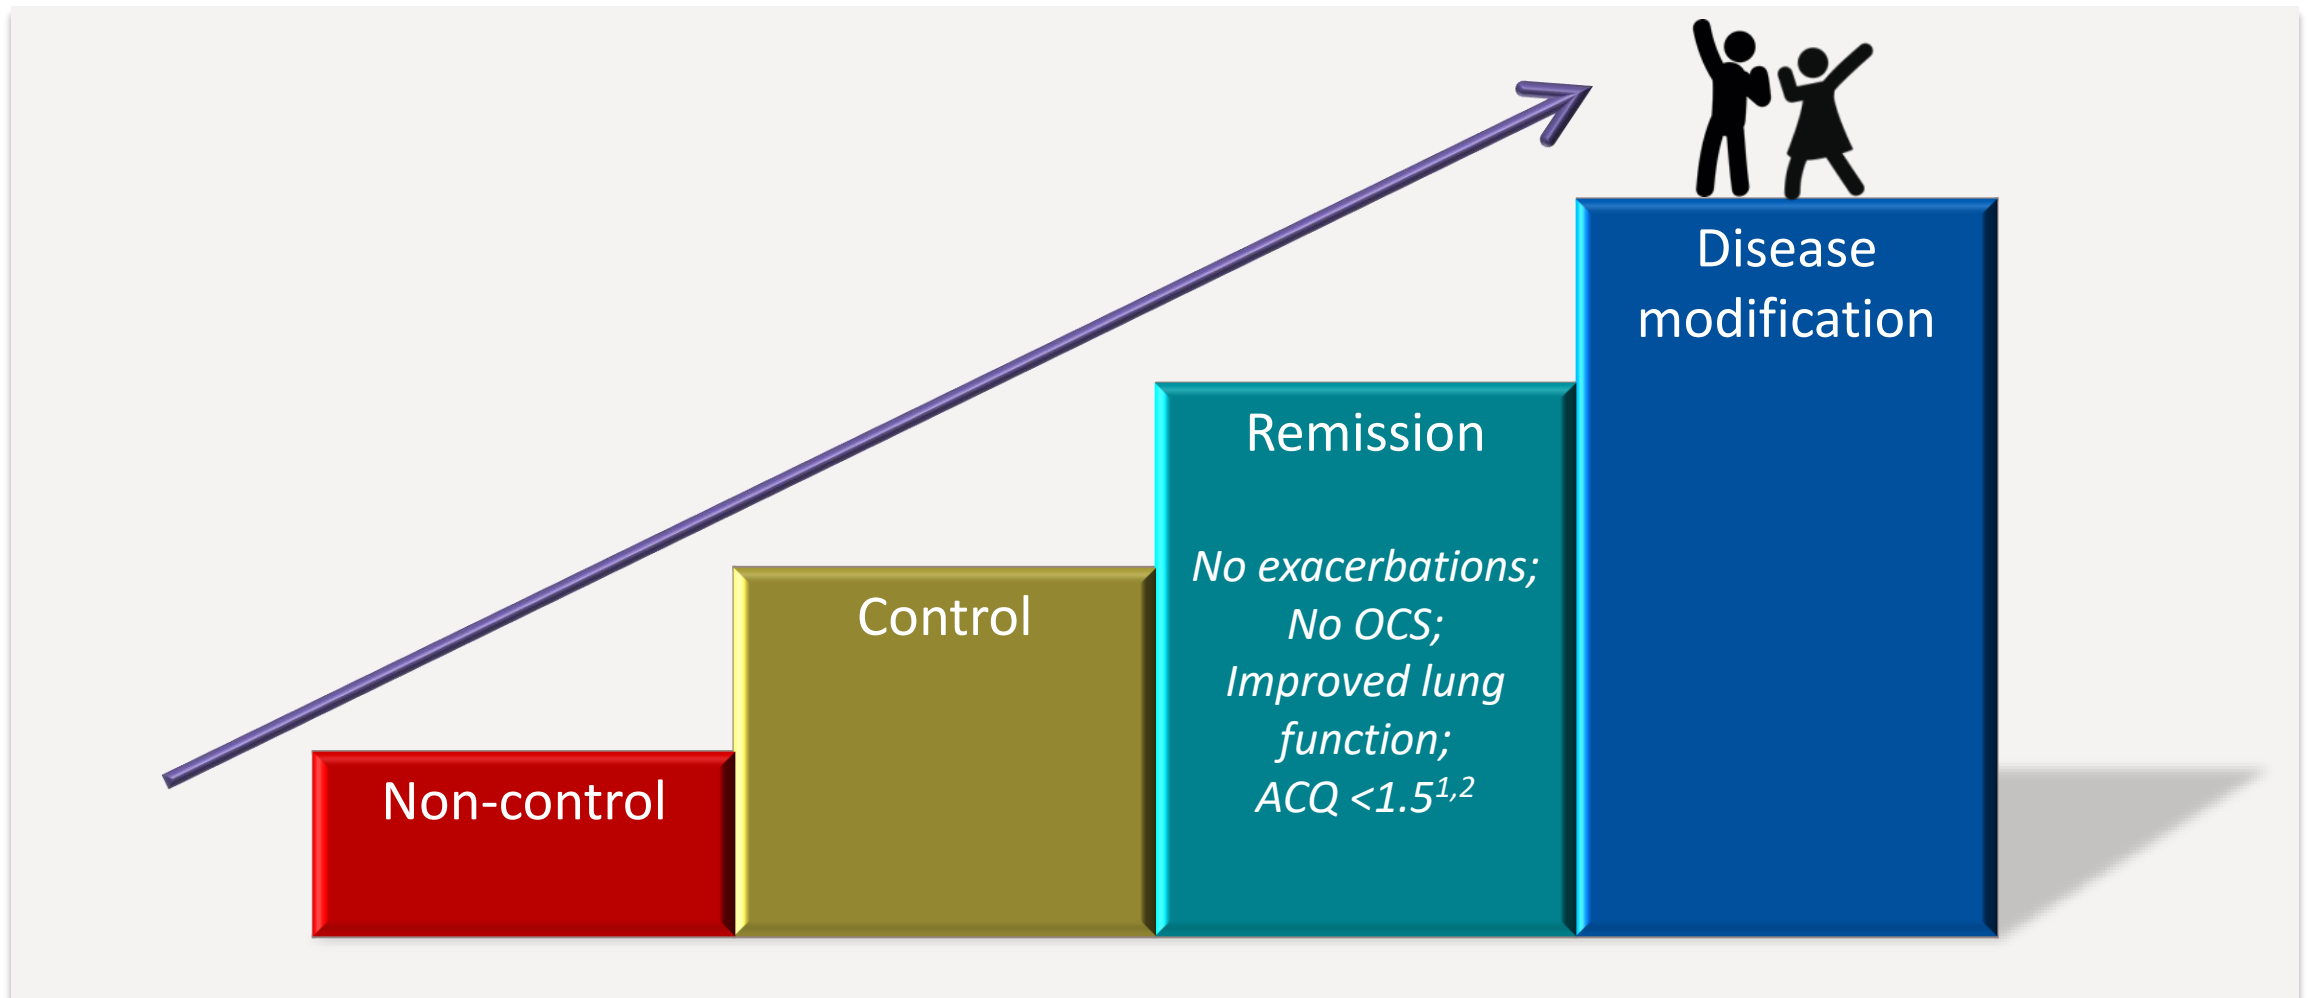 Disease
modification
Remission
No exacerbations;
No OCS;
Improved lung
function;
ACQ <1.5¹,²
Control
Non-control